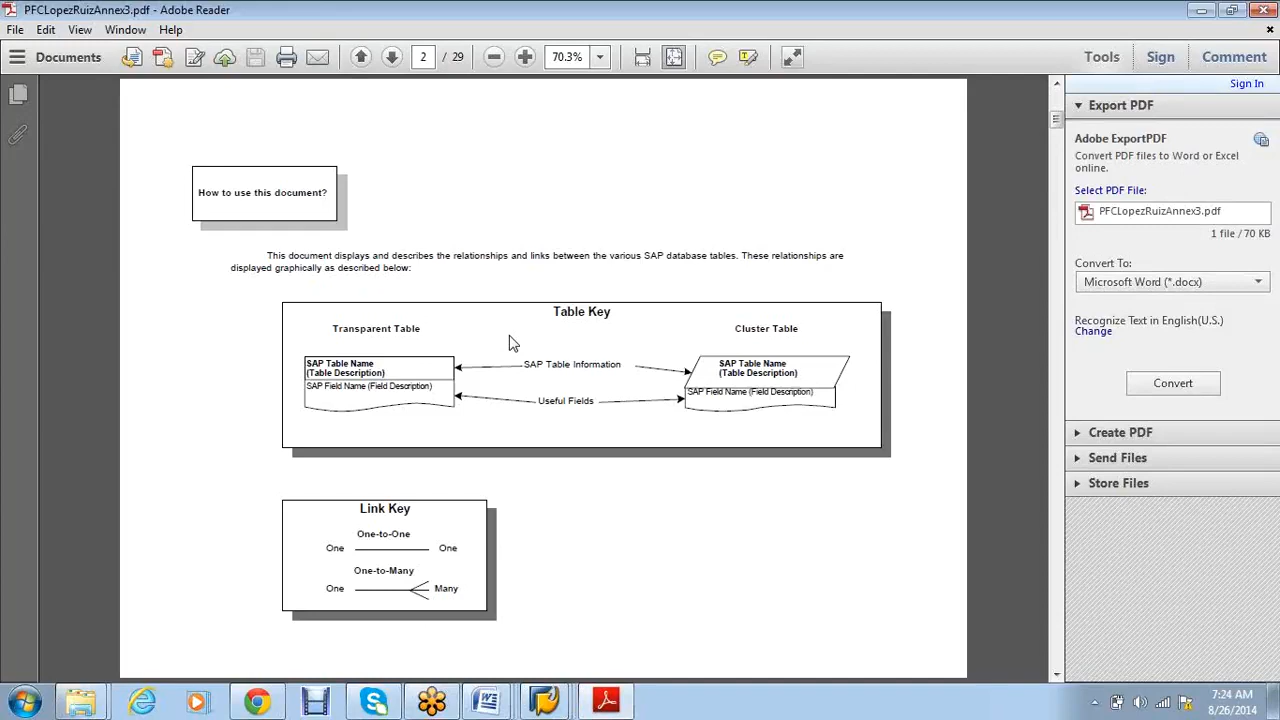 PFCLopezRuizAnnex3.pdf - Adobe Reader
File Edit View Window Help
Documents 2 / 29 70.3% Tools Sign Comment
Sign In
Export PDF
Adobe ExportPDF
Convert PDF files to Word or Excel
online.
Select PDF File:
PFCLopezRuizAnnex3.pdf
1 file / 70 KB
Convert To:
Microsoft Word (*.docx)
Recognize Text in English(U.S.)
Change
Convert
Create PDF
Send Files
Store Files
How to use this document?
This document displays and describes the relationships and links between the various SAP database tables. These relationships are
displayed graphically as described below:
Table Key
Transparent Table Cluster Table
SAP Table Name
(Table Description)
SAP Field Name (Field Description)
SAP Table Information
Useful Fields
SAP Table Name
(Table Description)
SAP Field Name (Field Description)
Link Key
One-to-One
One One
One-to-Many
One Many
7:24 AM
8/26/2014